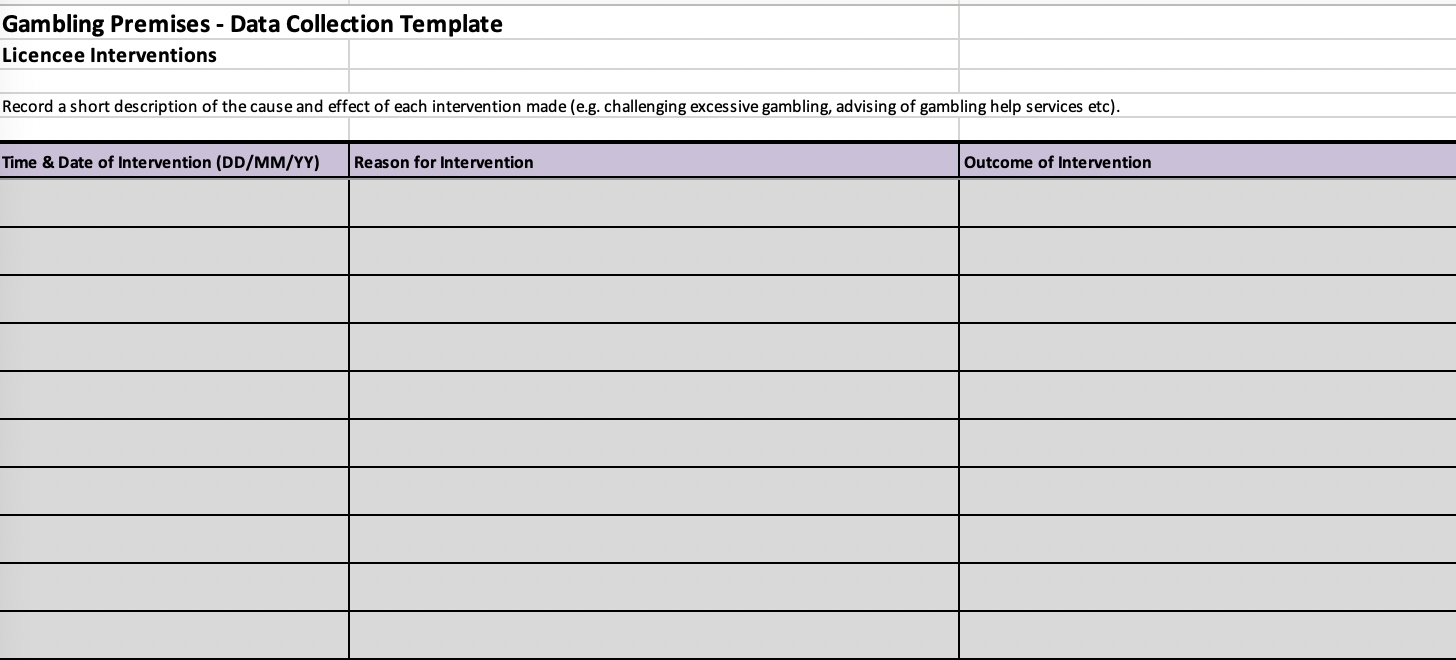 Gambling Premises - Data Collection Template
Licencee Interventions
Record a short description of the cause and effect of each intervention made (e.g. challenging excessive gambling, advising of gambling help services etc).
Time & Date of Intervention (DD/MM/YY) Reason for Intervention Outcome of Intervention